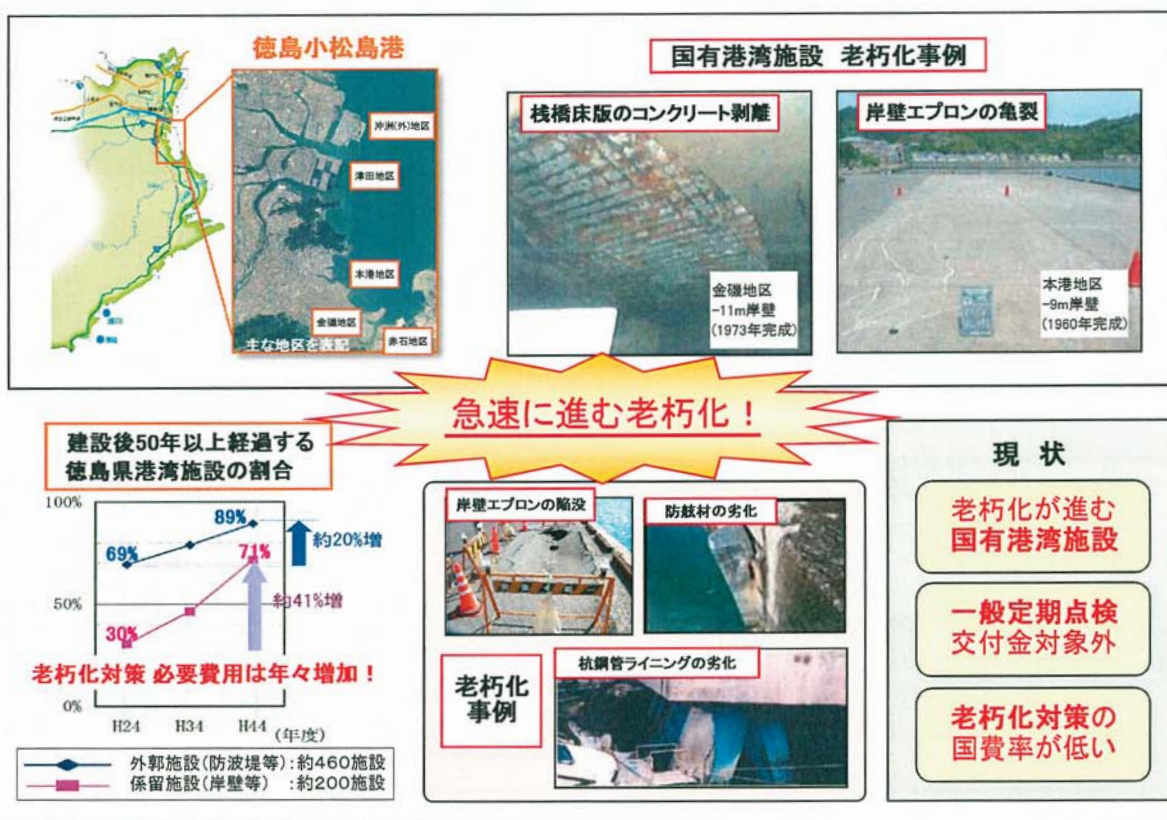 徳島小松島港
沖洲(外)地区
津田地区
本港地区
金磯地区
赤石地区
主な地区を表記
国有港湾施設 老朽化事例
桟橋床版のコンクリート剥離
金磯地区
-11m岸壁
(1973年完成)
岸壁エプロンの亀裂
本港地区
-9m岸壁
(1960年完成)
急速に進む老朽化!
建設後50年以上経過する
徳島県港湾施設の割合
100%
50%
0%
69%
89%
30%
71%
約20%増
約41%増
老朽化対策 必要費用は年々増加!
H24
H34
H44
(年度)
外郭施設(防波堤等):約460施設
係留施設(岸壁等) :約200施設
岸壁エプロンの陥没
防舷材の劣化
老朽化
事例
杭鋼管ライニングの劣化
現 状
老朽化が進む
国有港湾施設
一般定期点検
交付金対象外
老朽化対策の
国費率が低い